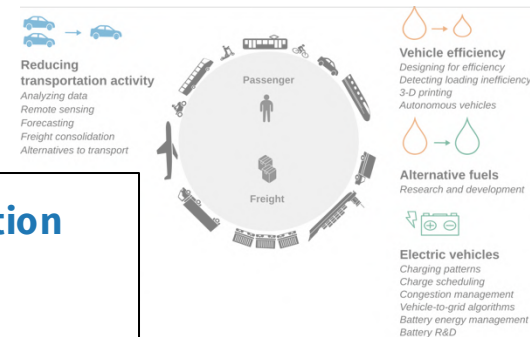 Reducing
transportation activity
Analyzing data
Remote sensing
Forecasting
Freight consolidation
Alternatives to transport
tion
Passenger
Freight
Vehicle efficiency
Designing for efficiency
Detecting loading inefficiency
3-D printing
Autonomous vehicles
Alternative fuels
Research and development
Electric vehicles
Charging patterns
Charge scheduling
Congestion management
Vehicle-to-grid algorithms
Battery energy management
Battery R&D